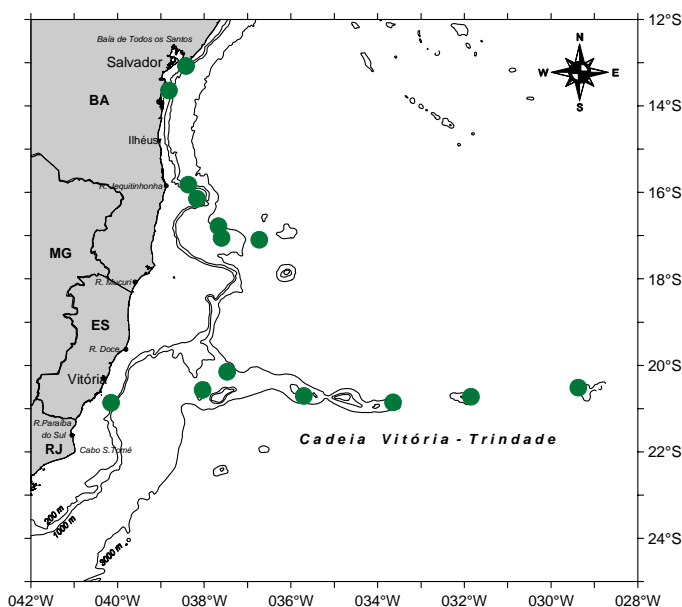 12°S
Baía de Todos os Santos
N
Salvador
W
E
BA
S
14°S
Ilhéus
R. Jequitinhonha
16°S
MG
18°S
R. Mucuri
ES
R. Doce
20°S
Vitória
R.Paraíba
do Sul
Cadeia Vitória - Trindade
RJ
Cabo S.Tomé
22°S
200 m
1000 m
3000 m
24°S
042°W
040°W
038°W
036°W
034°W
032°W
030°W
028°W